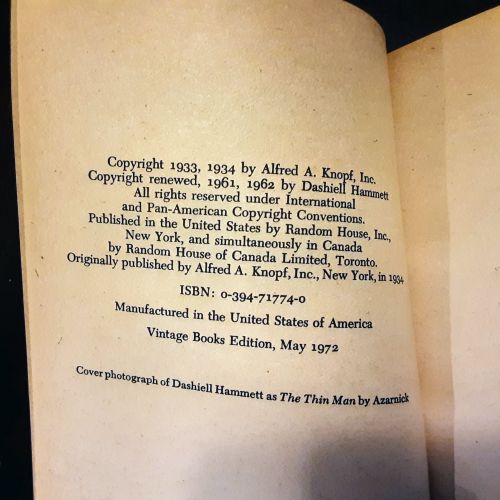 Copyright 1933, 1934 by Alfred A. Knopf, Inc.
Copyright renewed, 1961, 1962 by Dashiell Hammett
All rights reserved under International
and Pan-American Copyright Conventions.
Published in the United States by Random House, Inc.,
New York, and simultaneously in Canada
by Random House of Canada Limited, Toronto.
Originally published by Alfred A. Knopf, Inc., New York, in 1934
ISBN: 0-394-71774-0
Manufactured in the United States of America
Vintage Books Edition, May 1972
Cover photograph of Dashiell Hammett as The Thin Man by Azarnick